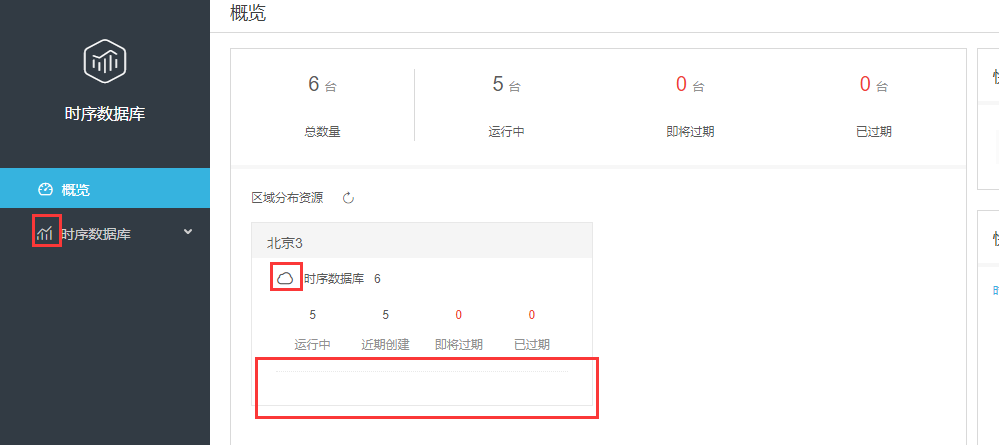 概览
时序数据库
概览
时序数据库
6 台
5 台
0 台
0 台
总数量
运行中
即将过期
已过期
区域分布资源
北京3
时序数据库 6
5
5
0
0
运行中
近期创建
即将过期
已过期